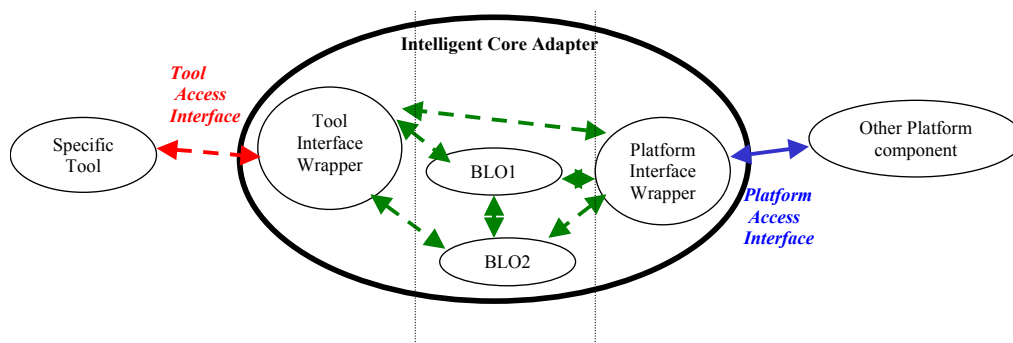 Intelligent Core Adapter
Tool
Access
Interface
Specific
Tool
Tool
Interface
Wrapper
BLO1
BLO2
Platform
Interface
Wrapper
Platform
Access
Interface
Other Platform
component